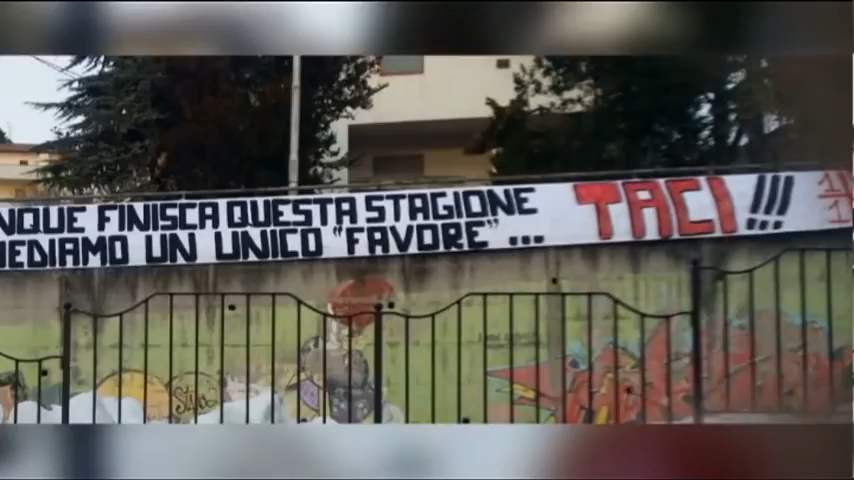 NQUE FINISCA QUESTA STAGIONE
IEDIAMO UN UNICO "FAVORE"...
TACI!!!